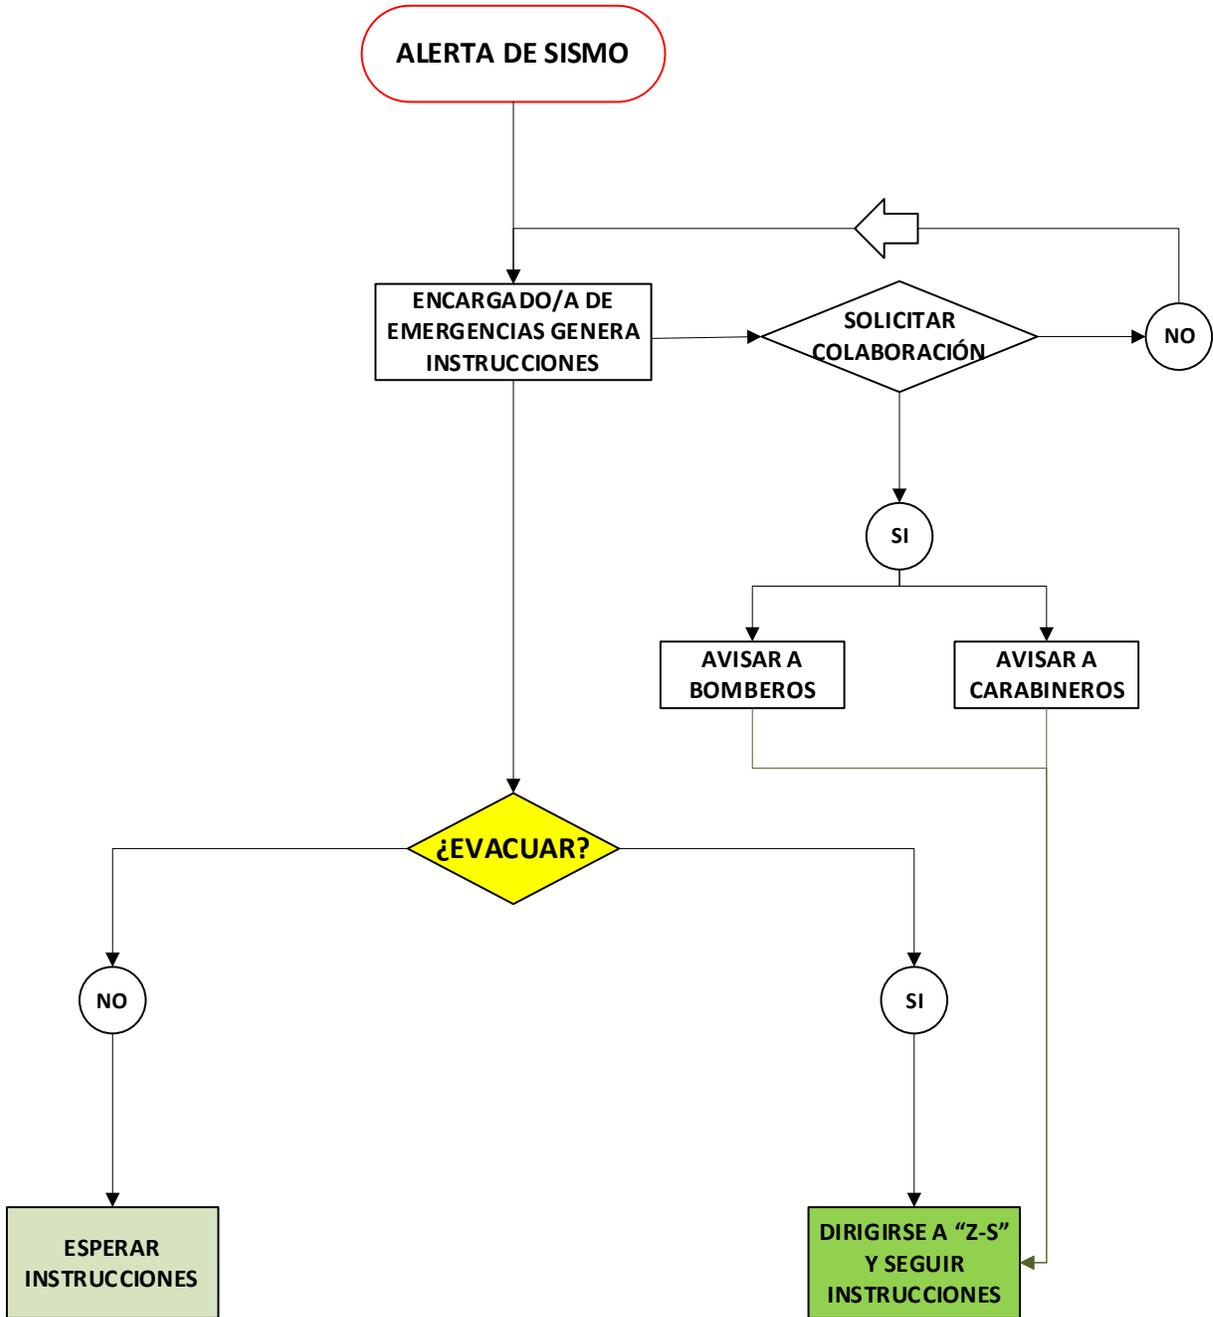 ALERTA DE SISMO
ENCARGADO/A DE
EMERGENCIAS GENERA
INSTRUCCIONES
SOLICITAR
COLABORACIÓN
NO
SI
AVISAR A
BOMBEROS
AVISAR A
CARABINEROS
¿EVACUAR?
NO
SI
ESPERAR
INSTRUCCIONES
DIRIGIRSE A “Z-S”
Y SEGUIR
INSTRUCCIONES